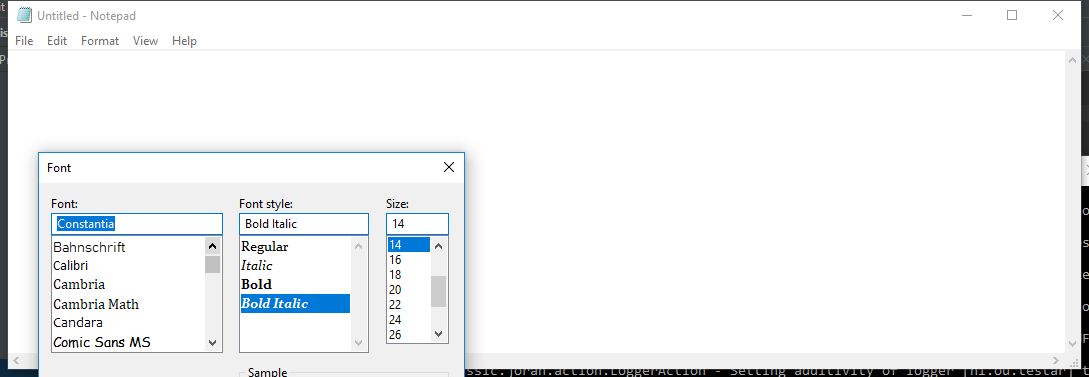 Untitled - Notepad
File Edit Format View Help
Font
Font: Font style: Size:
Constantia Bold Italic 14
Bahnschrift
Calibri
Cambria
Cambria Math
Candara
Comic Sans MS
Regular
Italic
Bold
Bold Italic
14
16
18
20
22
24
26
Sample
ssic.joran.action.LoggerAction - Setting additivity of logger [nl.ou.testar]